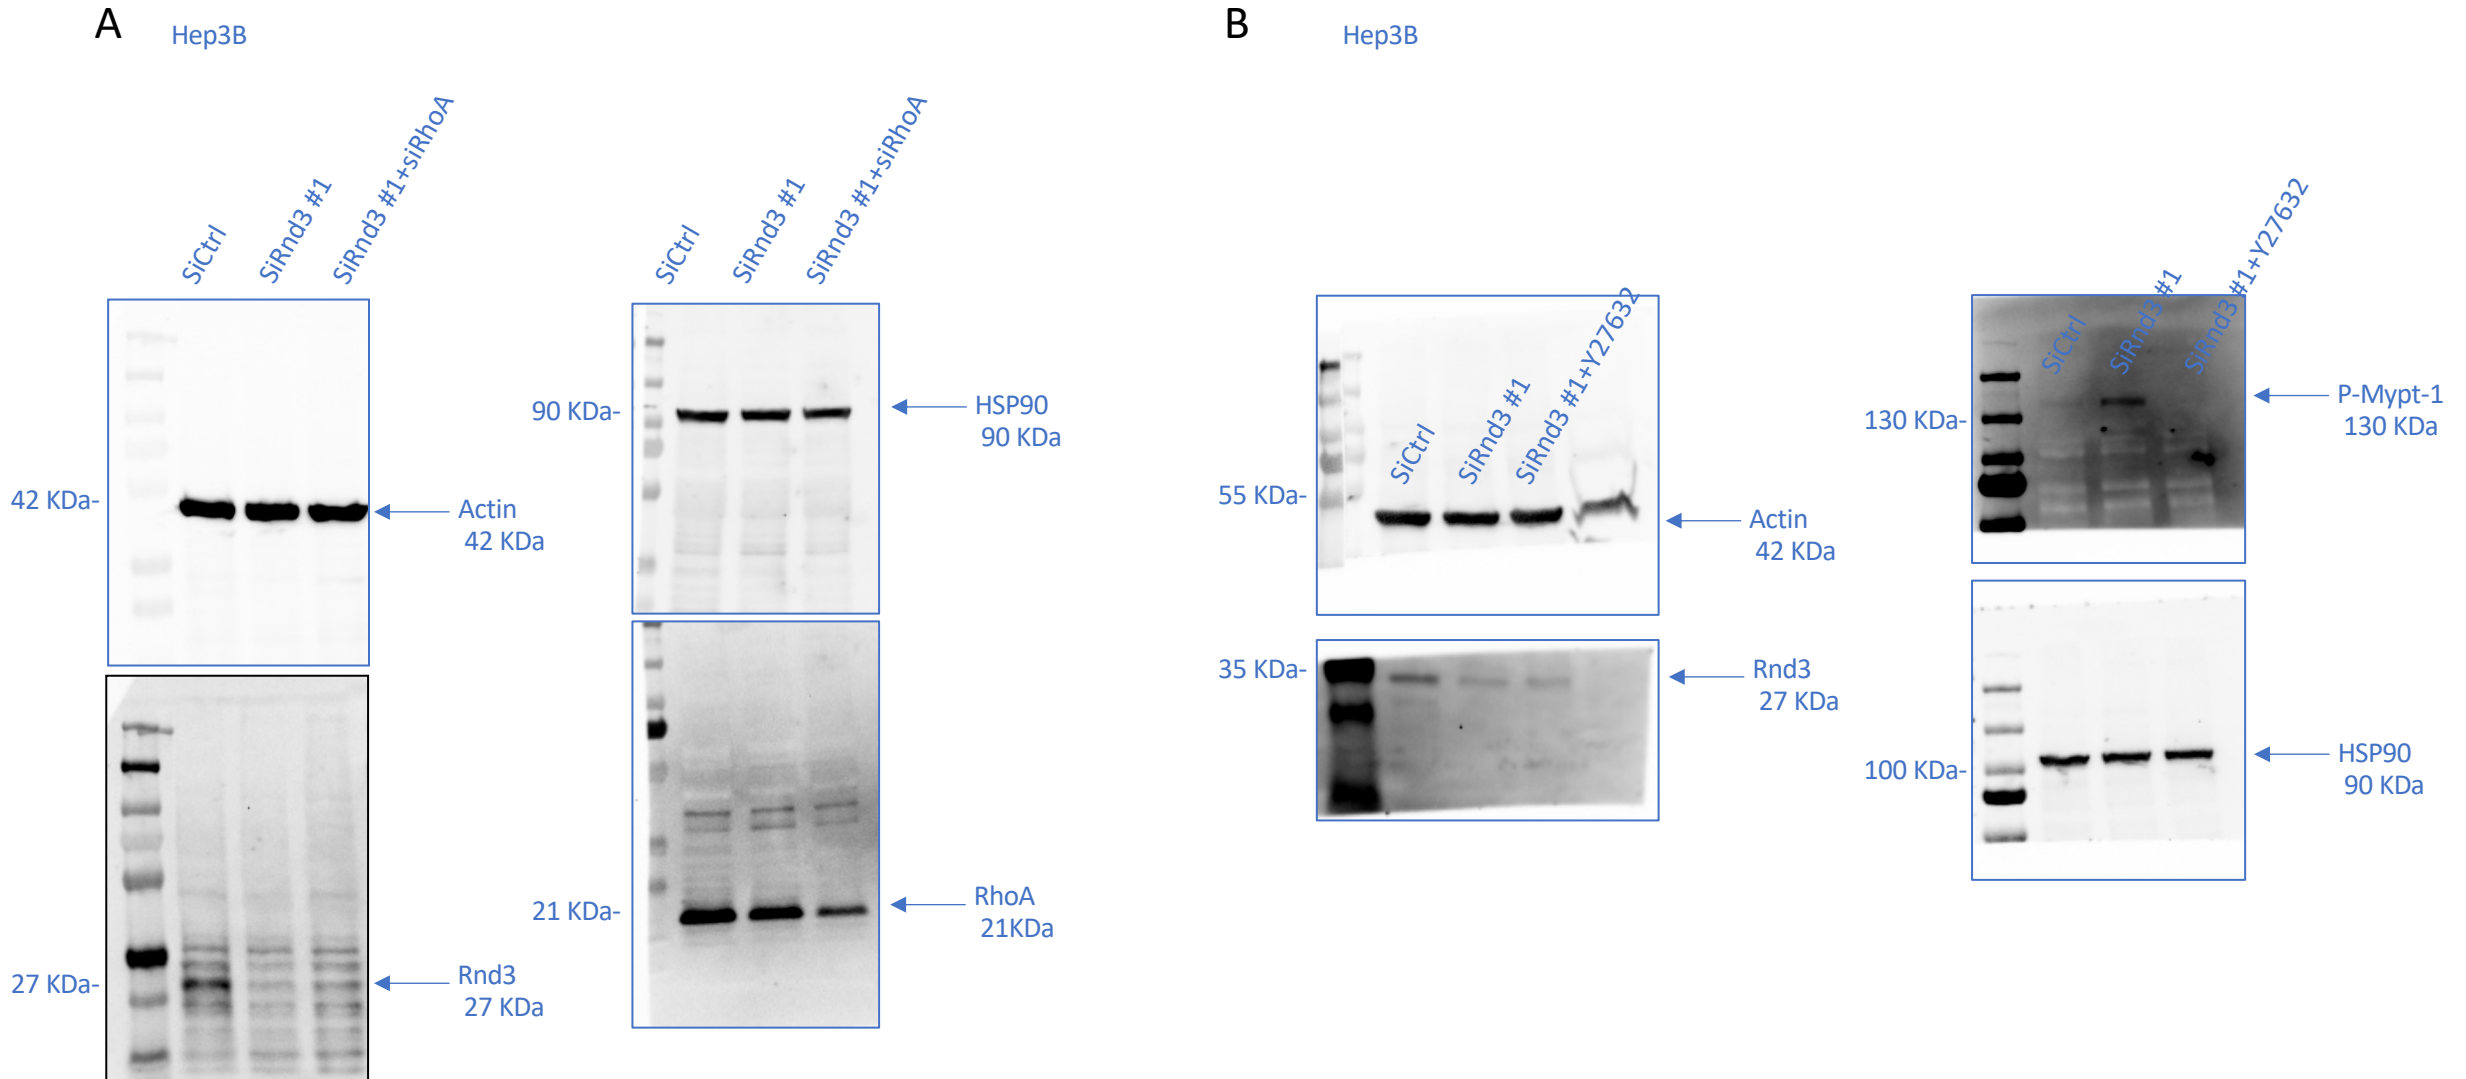 A
Hep3B
SiCtrl
SiRnd3 #1
SiRnd3 #1+siRhoA
42 KDa-
Actin
42 KDa
27 KDa-
Rnd3
27 KDa
SiCtrl
SiRnd3 #1
SiRnd3 #1+siRhoA
90 KDa-
HSP90
90 KDa
21 KDa-
RhoA
21KDa
B
Hep3B
SiCtrl
SiRnd3 #1
SiRnd3 #1+Y27632
55 KDa-
Actin
42 KDa
35 KDa-
Rnd3
27 KDa
SiCtrl
SiRnd3 #1
SiRnd3 #1+Y27632
130 KDa-
P-Mypt-1
130 KDa
100 KDa-
HSP90
90 KDa